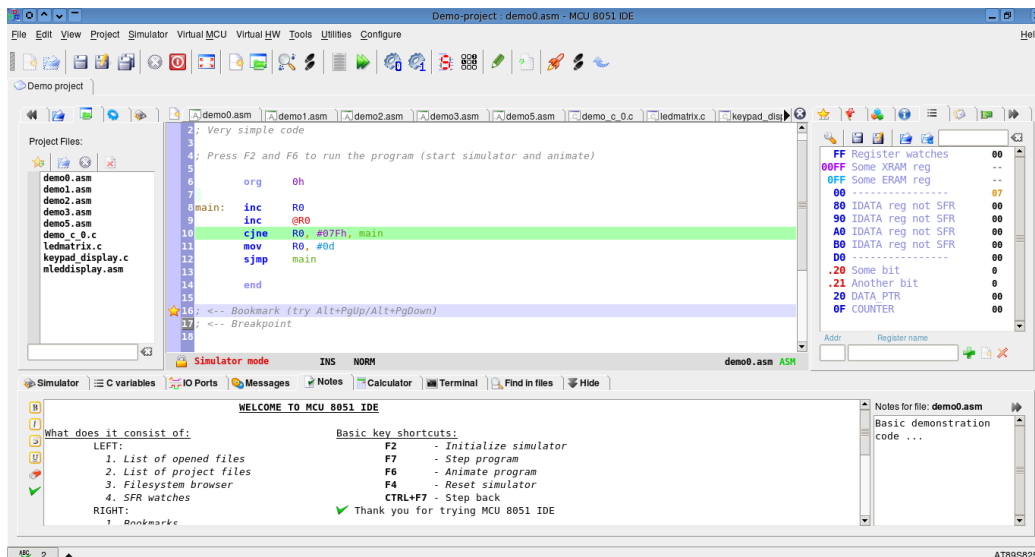 Demo-project : demo0.asm - MCU 8051 IDE
File Edit View Project Simulator Virtual MCU Virtual HW Tools Utilities Configure Hel
Demo project
demo0.asm demo1.asm demo2.asm demo3.asm demo5.asm demo_c_0.c ledmatrix.c keypad_disp
Project Files:
demo0.asm
demo1.asm
demo2.asm
demo3.asm
demo5.asm
demo_c_0.c
ledmatrix.c
keypad_display.c
mleddisplay.asm
2 ; Very simple code
3
4 ; Press F2 and F6 to run the program (start simulator and animate)
5
6 org 0h
7
8 main: inc R0
9 inc @R0
10 cjne R0, #07Fh, main
11 mov R0, #0d
12 sjmp main
13
14 end
15
16 ; <-- Bookmark (try Alt+PgUp/Alt+PgDown)
17 ; <-- Breakpoint
18
Simulator mode INS NORM demo0.asm ASM
FF Register watches 00
00FF Some XRAM reg --
0FF Some ERAM reg --
00 ---------------- 07
80 IDATA reg not SFR 00
90 IDATA reg not SFR 00
A0 IDATA reg not SFR 00
B0 IDATA reg not SFR 00
D0 ---------------- 00
.20 Some bit 0
.21 Another bit 0
20 DATA_PTR 00
0F COUNTER 00
Addr Register name
Simulator C variables IO Ports Messages Notes Calculator Terminal Find in files Hide
WELCOME TO MCU 8051 IDE
What does it consist of:
LEFT:
1. List of opened files
2. List of project files
3. Filesystem browser
4. SFR watches
RIGHT:
1. Bookmarks
Basic key shortcuts:
F2 - Initialize simulator
F7 - Step program
F6 - Animate program
F4 - Reset simulator
CTRL+F7 - Step back
Thank you for trying MCU 8051 IDE
Notes for file: demo0.asm
Basic demonstration
code ...
ABC 2 AT89S82